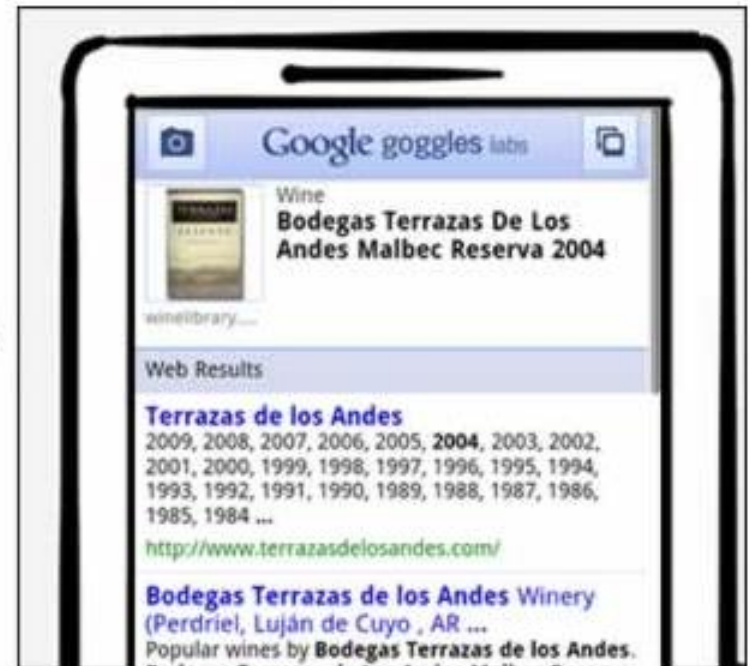 Google goggles labs
Wine
Bodegas Terrazas De Los
Andes Malbec Reserva 2004
winelibrary....
Web Results
Terrazas de los Andes
2009, 2008, 2007, 2006, 2005, 2004, 2003, 2002,
2001, 2000, 1999, 1998, 1997, 1996, 1995, 1994,
1993, 1992, 1991, 1990, 1989, 1988, 1987, 1986,
1985, 1984 ...
http://www.terrazasdelosandes.com/
Bodegas Terrazas de los Andes Winery
(Perdriel, Luján de Cuyo , AR ...
Popular wines by Bodegas Terrazas de los Andes.